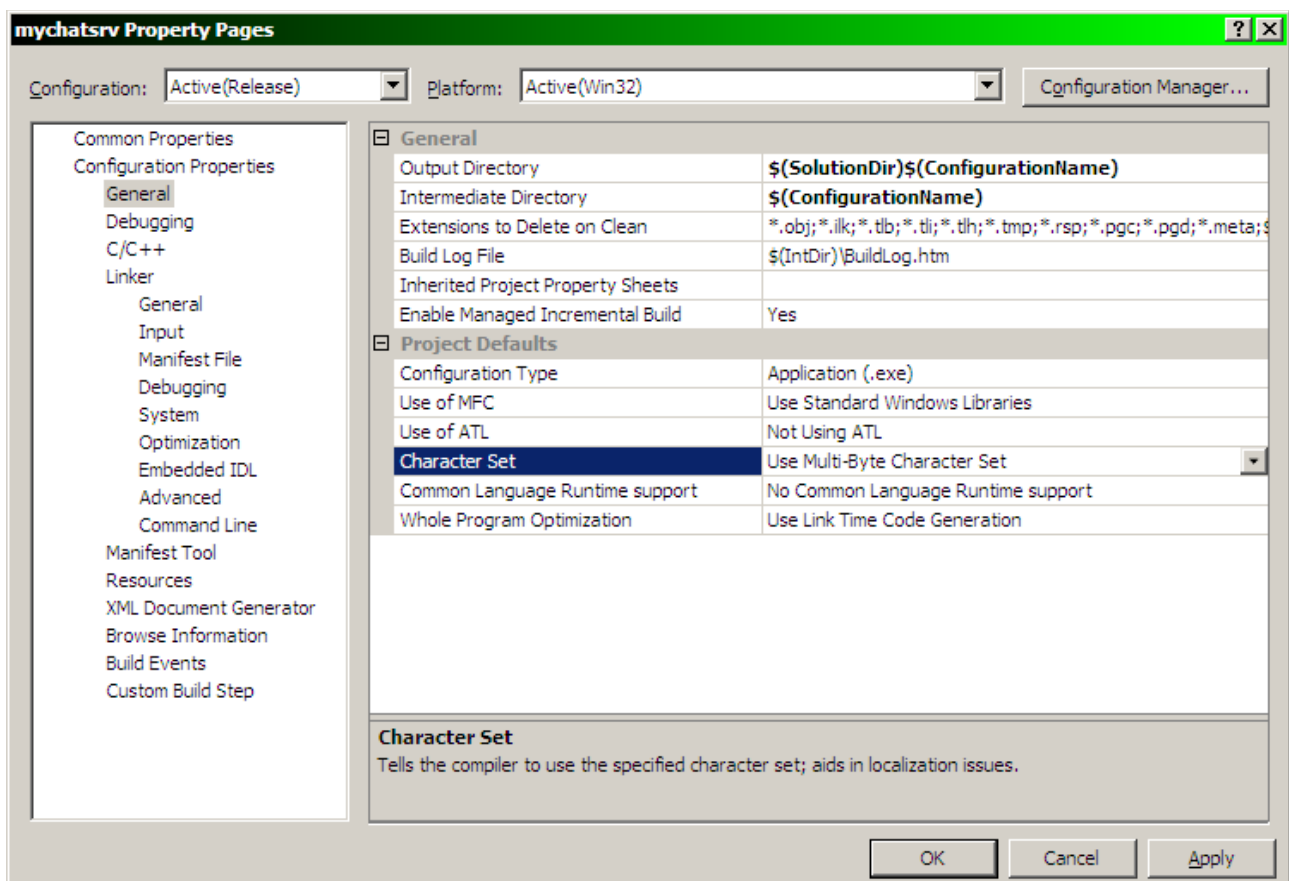 mychatsrv Property Pages
Configuration: Active(Release) Platform: Active(Win32) Configuration Manager...
Common Properties
Configuration Properties
General
Debugging
C/C++
Linker
General
Input
Manifest File
Debugging
System
Optimization
Embedded IDL
Advanced
Command Line
Manifest Tool
Resources
XML Document Generator
Browse Information
Build Events
Custom Build Step
General
Output Directory $(SolutionDir)$(ConfigurationName)
Intermediate Directory $(ConfigurationName)
Extensions to Delete on Clean *.obj;*.ilk;*.tlb;*.tli;*.tlh;*.tmp;*.rsp;*.pgc;*.pgd;*.meta;$
Build Log File $(IntDir)\BuildLog.htm
Inherited Project Property Sheets
Enable Managed Incremental Build Yes
Project Defaults
Configuration Type Application (.exe)
Use of MFC Use Standard Windows Libraries
Use of ATL Not Using ATL
Character Set Use Multi-Byte Character Set
Common Language Runtime support No Common Language Runtime support
Whole Program Optimization Use Link Time Code Generation
Character Set
Tells the compiler to use the specified character set; aids in localization issues.
OK Cancel Apply